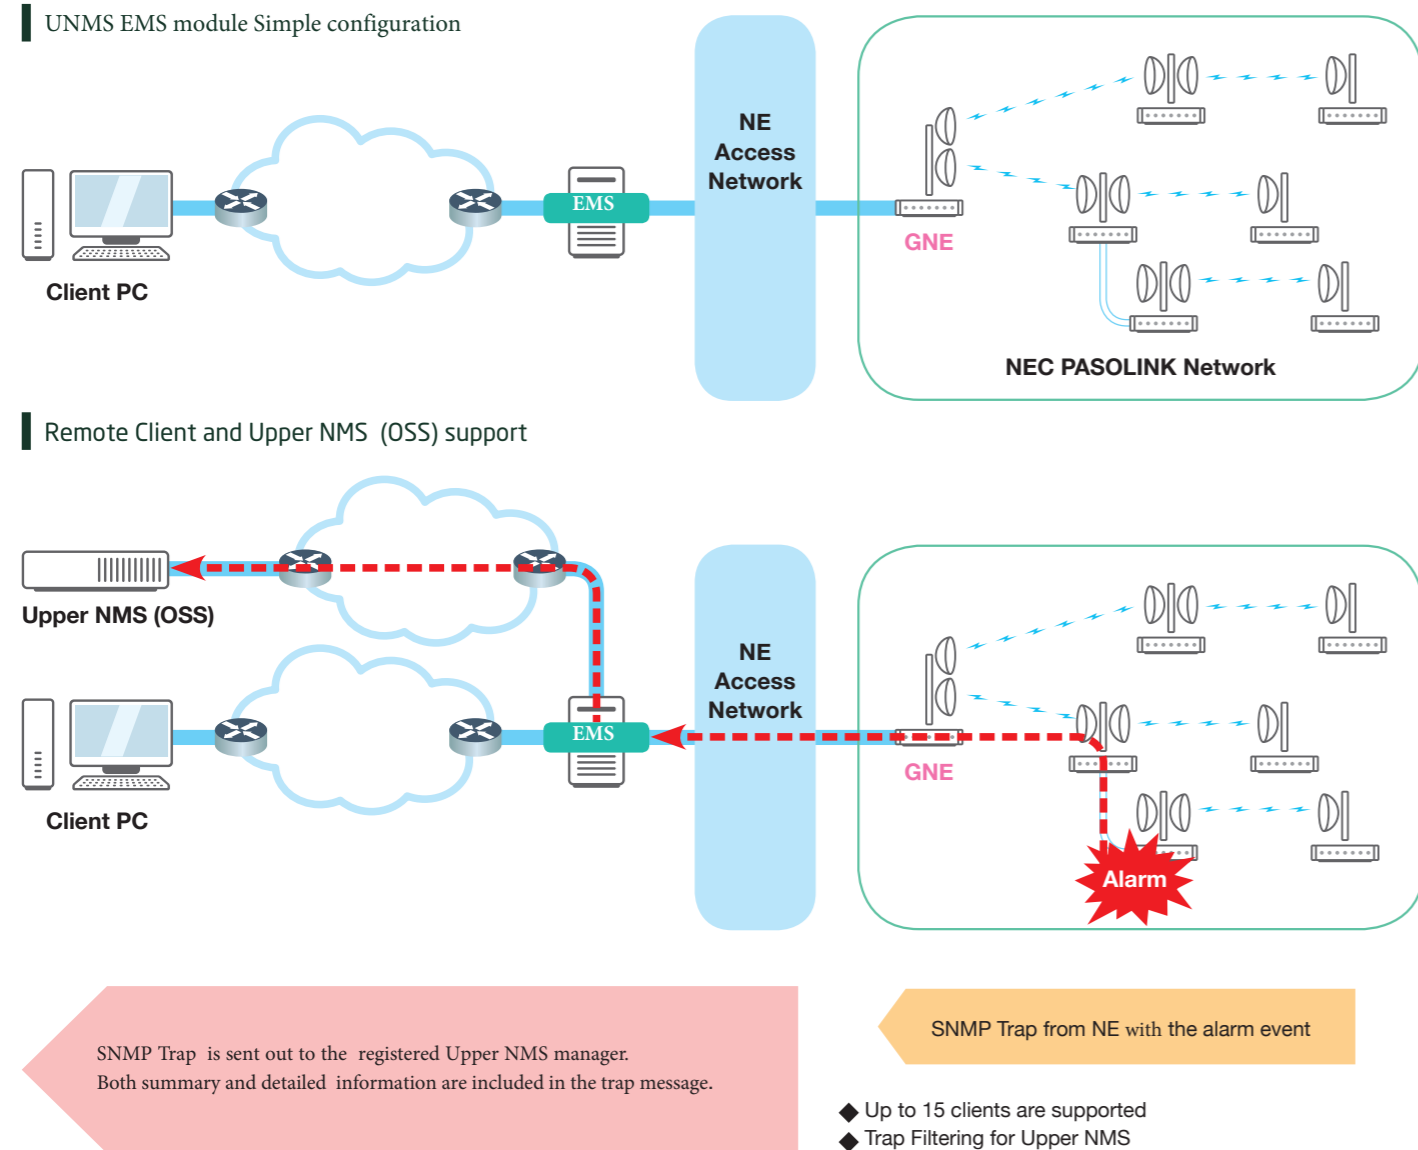 UNMS EMS module Simple configuration
NE
Access
Network
EMS
GNE
Client PC
NEC PASOLINK Network
Remote Client and Upper NMS (OSS) support
Upper NMS (OSS)
NE
Access
Network
EMS
GNE
Client PC
Alarm
SNMP Trap is sent out to the registered Upper NMS manager.
Both summary and detailed information are included in the trap message.
SNMP Trap from NE with the alarm event
◆ Up to 15 clients are supported
◆ Trap Filtering for Upper NMS